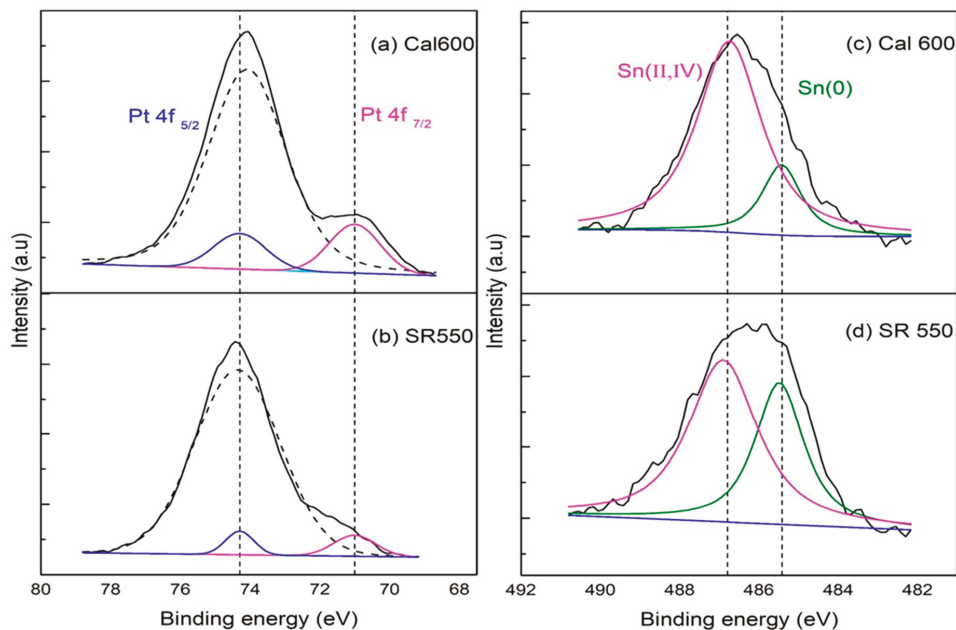 (a) Cal600
Pt 4f 5/2
Pt 4f 7/2
(b) SR550
Intensity (a.u)
80 78 76 74 72 71 70 68
Binding energy (eV)
(c) Cal 600
Sn(II,IV)
Sn(0)
(d) SR 550
Intensity (a.u)
492 490 488 486 484 482
Binding energy (eV)